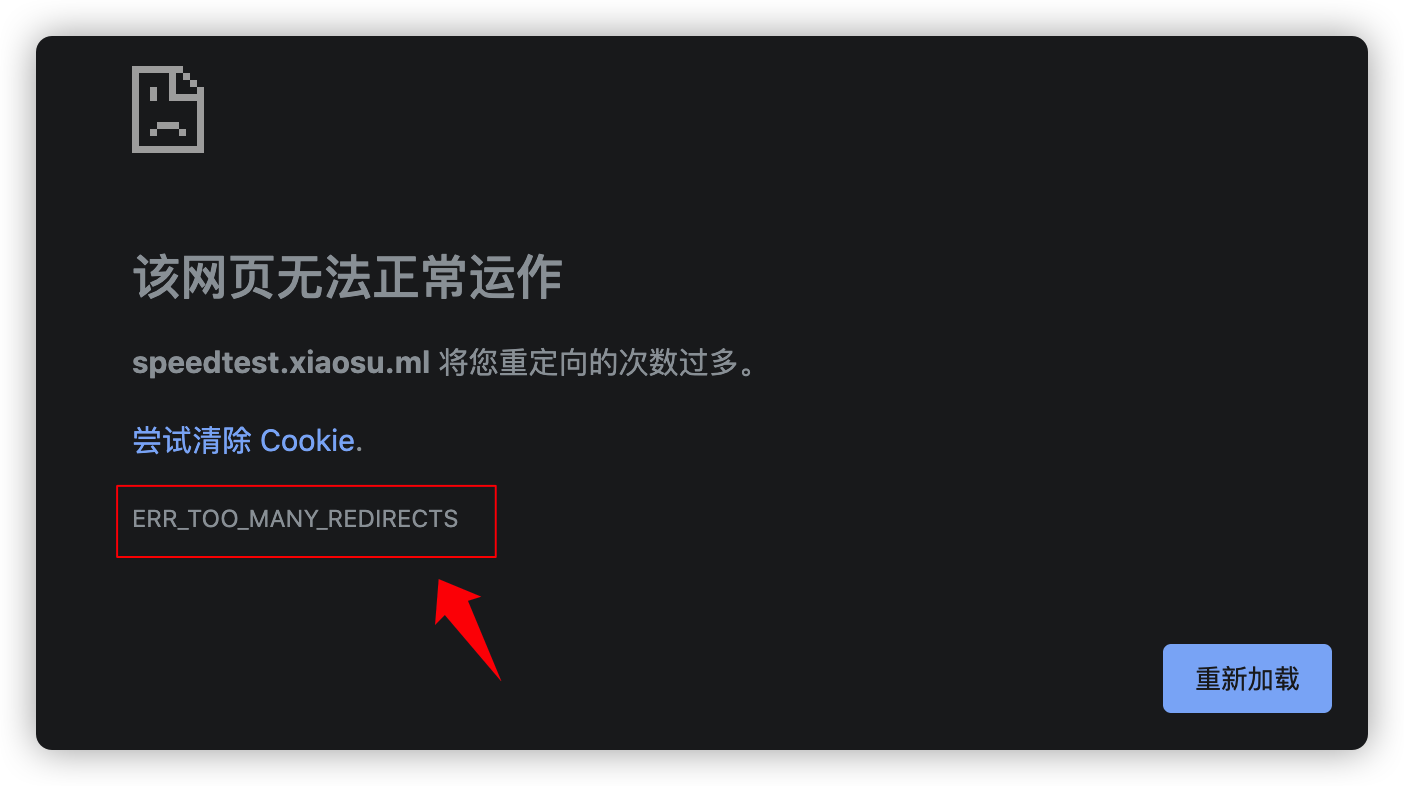 该网页无法正常运作
speedtest.xiaosu.ml 将您重定向的次数过多。
尝试清除 Cookie.
ERR_TOO_MANY_REDIRECTS
重新加载